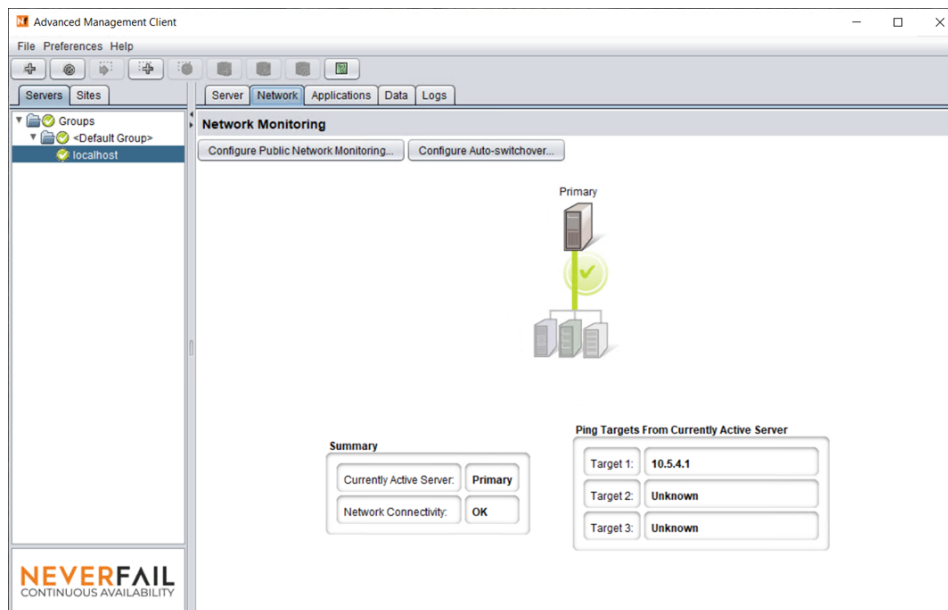 Advanced Management Client
File Preferences Help
Servers Sites
Server Network Applications Data Logs
Groups
<Default Group>
localhost
Network Monitoring
Configure Public Network Monitoring... Configure Auto-switchover...
Primary
Summary
Currently Active Server: Primary
Network Connectivity: OK
Ping Targets From Currently Active Server
Target 1: 10.5.4.1
Target 2: Unknown
Target 3: Unknown
NEVERFAIL
CONTINUOUS AVAILABILITY